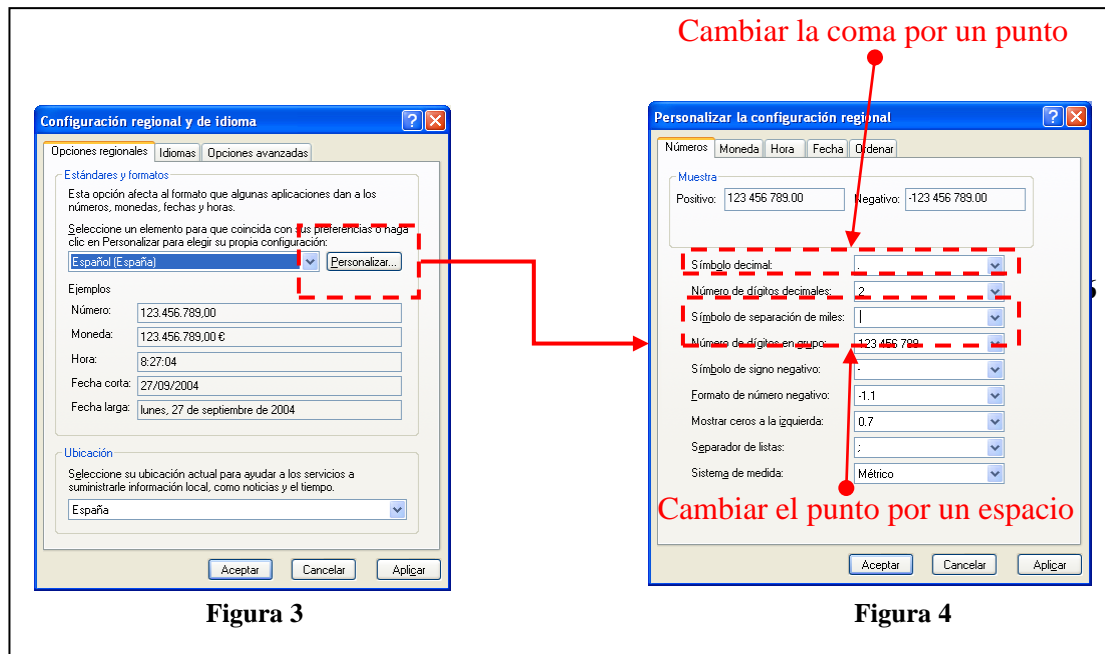 Cambiar la coma por un punto
Configuración regional y de idioma
Opciones regionales Idiomas Opciones avanzadas
Estándares y formatos
Esta opción afecta al formato que algunas aplicaciones dan a los
números, monedas, fechas y horas.
Seleccione un elemento para que coincida con sus preferencias o haga
clic en Personalizar para elegir su propia configuración:
Español (España)
Personalizar...
Ejemplos
Número: 123.456.789,00
Moneda: 123.456.789,00 €
Hora: 8:27:04
Fecha corta: 27/09/2004
Fecha larga: lunes, 27 de septiembre de 2004
Ubicación
Seleccione su ubicación actual para ayudar a los servicios a
suministrarle información local, como noticias y el tiempo.
España
Aceptar Cancelar Aplicar
Figura 3
Personalizar la configuración regional
Números Moneda Hora Fecha Ordenar
Muestra
Positivo: 123 456 789.00 Negativo: -123 456 789.00
Símbolo decimal: .
Número de dígitos decimales: 2
Símbolo de separación de miles:
Número de dígitos en grupo: 123 456 789
Símbolo de signo negativo: -
Formato de número negativo: -1.1
Mostrar ceros a la izquierda: 0.7
Separador de listas: ;
Sistema de medida: Métrico
Cambiar el punto por un espacio
Aceptar Cancelar Aplicar
Figura 4